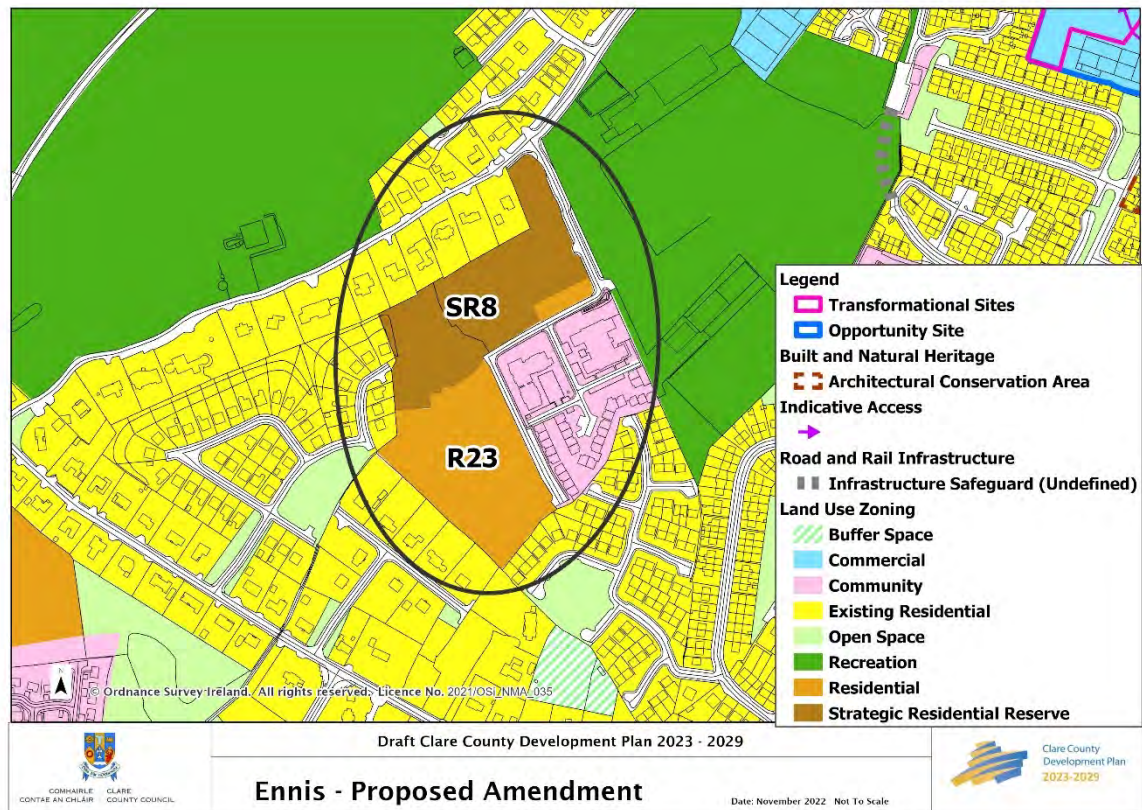 SR8
R23
Legend
Transformational Sites
Opportunity Site
Built and Natural Heritage
Architectural Conservation Area
Indicative Access
Road and Rail Infrastructure
Infrastructure Safeguard (Undefined)
Land Use Zoning
Buffer Space
Commercial
Community
Existing Residential
Open Space
Recreation
Residential
Strategic Residential Reserve
© Ordnance Survey Ireland. All rights reserved. Licence No. 2021/OSi_NMA_035
COMHAIRLE CLARE
CONTAE AN CHLÁIR COUNTY COUNCIL
Draft Clare County Development Plan 2023 - 2029
Ennis - Proposed Amendment
Date: November 2022 Not To Scale
Clare County
Development Plan
2023-2029